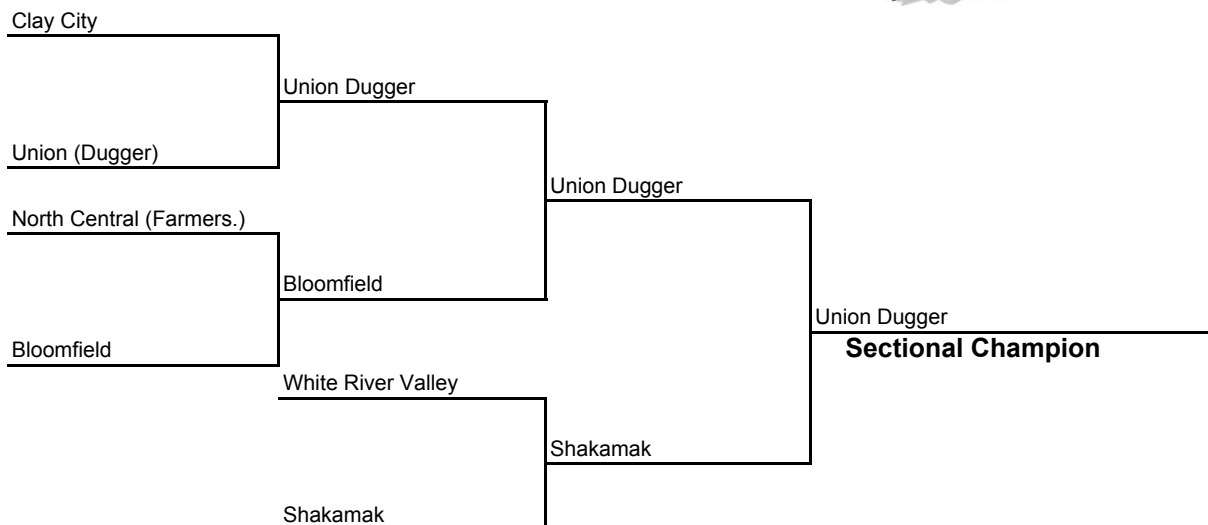 Clay City
Union Dugger
Union (Dugger)
Union Dugger
North Central (Farmers.)
Bloomfield
Union Dugger
Bloomfield
Sectional Champion
White River Valley
Shakamak
Shakamak